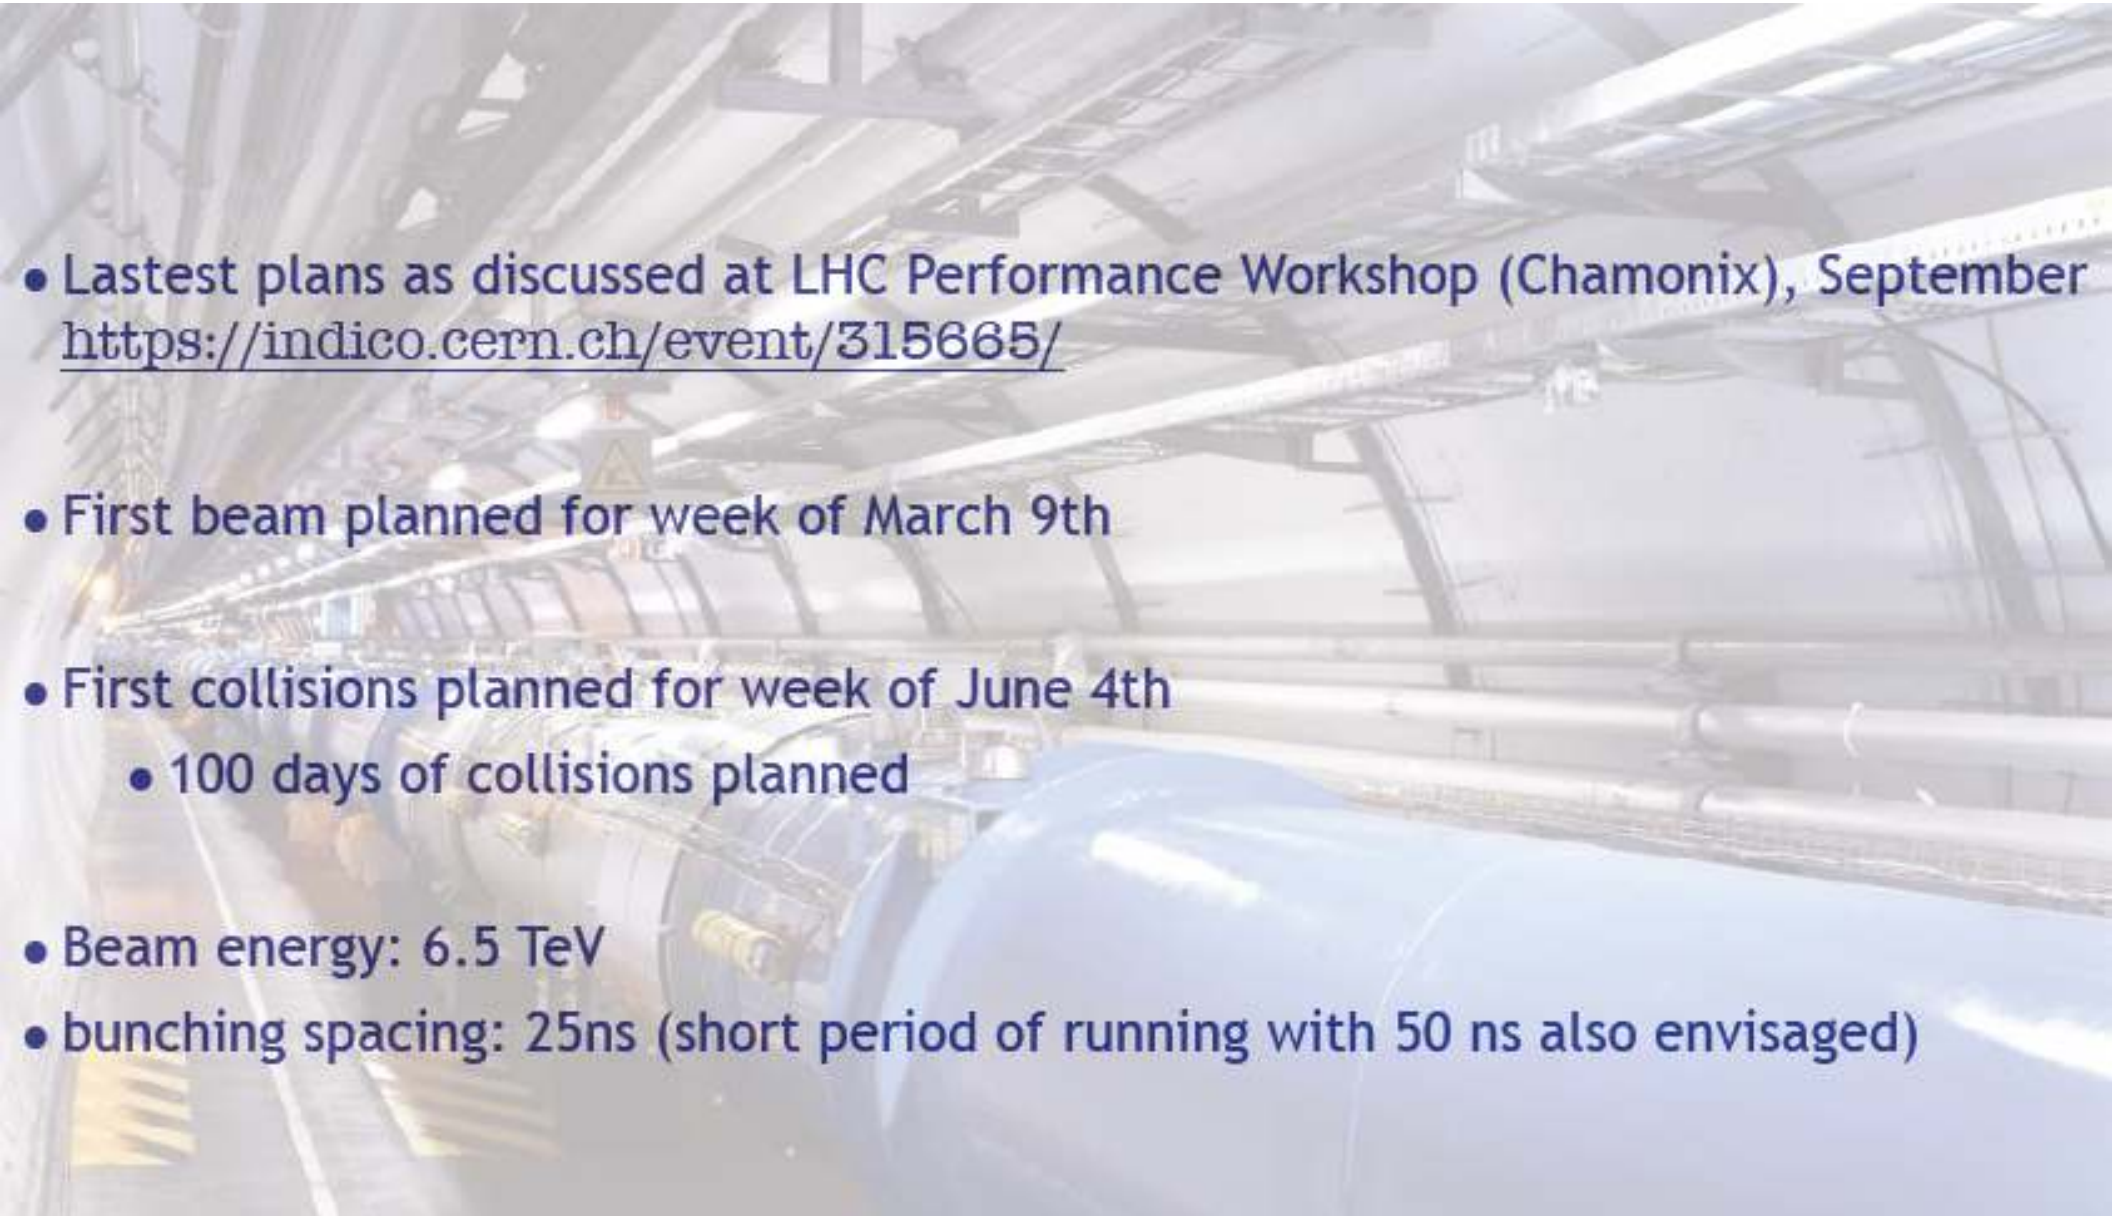 • Lastest plans as discussed at LHC Performance Workshop (Chamonix), September
https://indico.cern.ch/event/315665/
• First beam planned for week of March 9th
• First collisions planned for week of June 4th
• 100 days of collisions planned
• Beam energy: 6.5 TeV
• bunching spacing: 25ns (short period of running with 50 ns also envisaged)